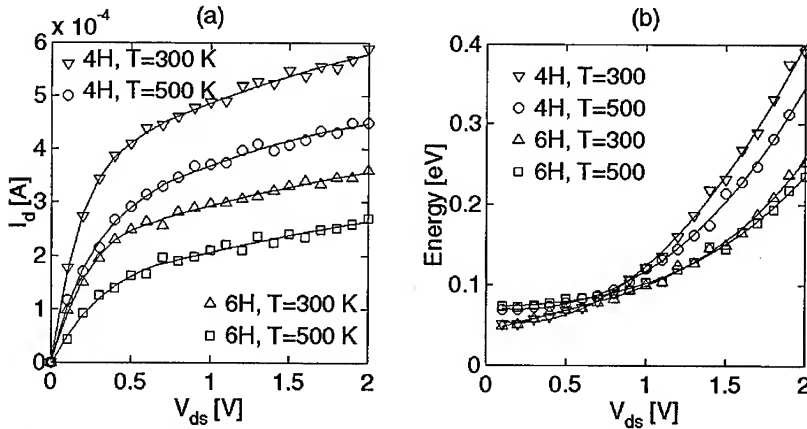 (a)
x 10⁻⁴
6
5
4
3
2
1
0
I_d [A]
▽ 4H, T=300 K
○ 4H, T=500 K
△ 6H, T=300 K
□ 6H, T=500 K
0 0.5 1 1.5 2
V_ds [V]
(b)
0.4
0.3
0.2
0.1
0
Energy [eV]
▽ 4H, T=300
○ 4H, T=500
△ 6H, T=300
□ 6H, T=500
0 0.5 1 1.5 2
V_ds [V]